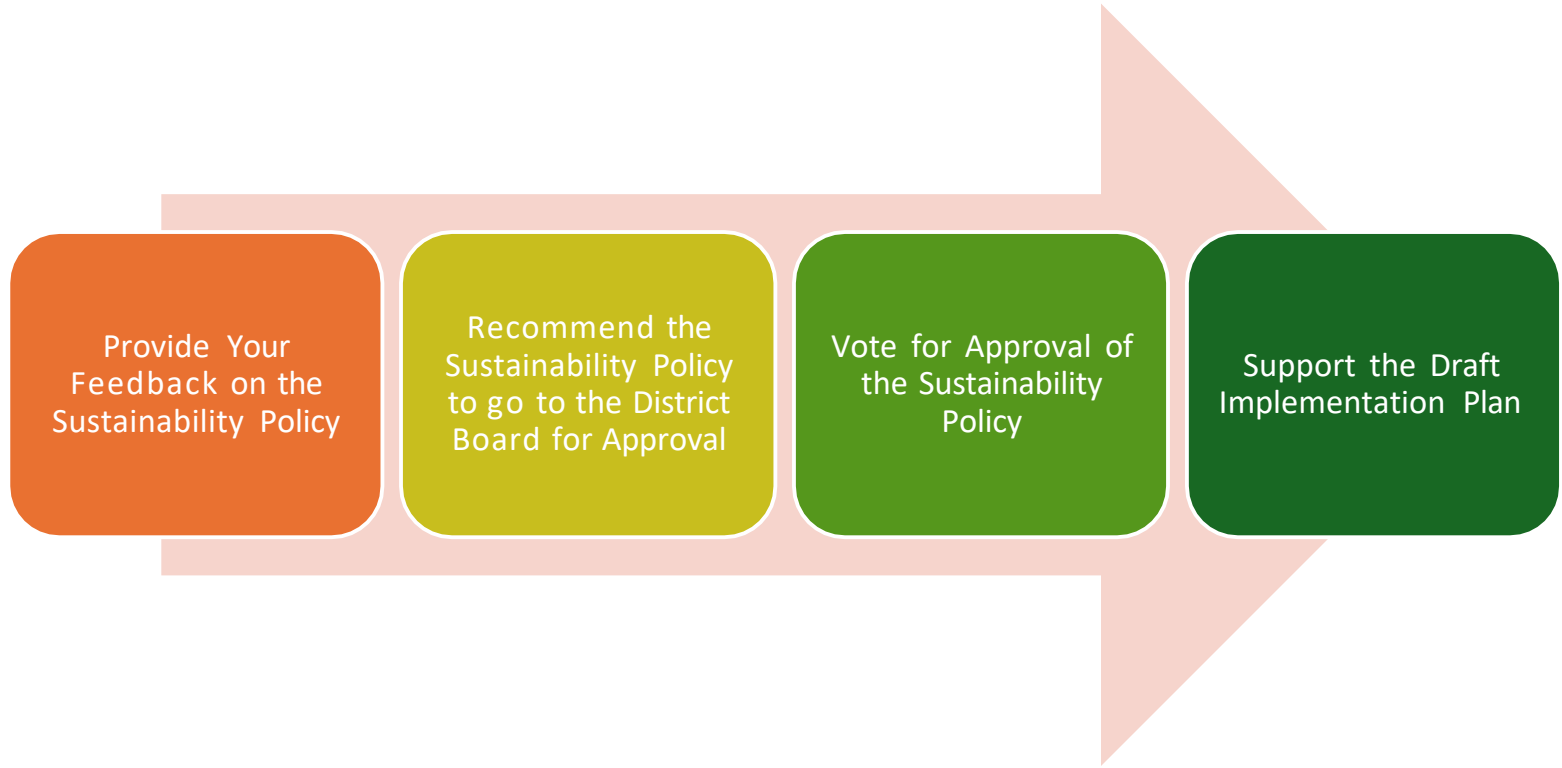 Provide Your
Feedback on the
Sustainability Policy
Recommend the
Sustainability Policy
to go to the District
Board for Approval
Vote for Approval of
the Sustainability
Policy
Support the Draft
Implementation Plan